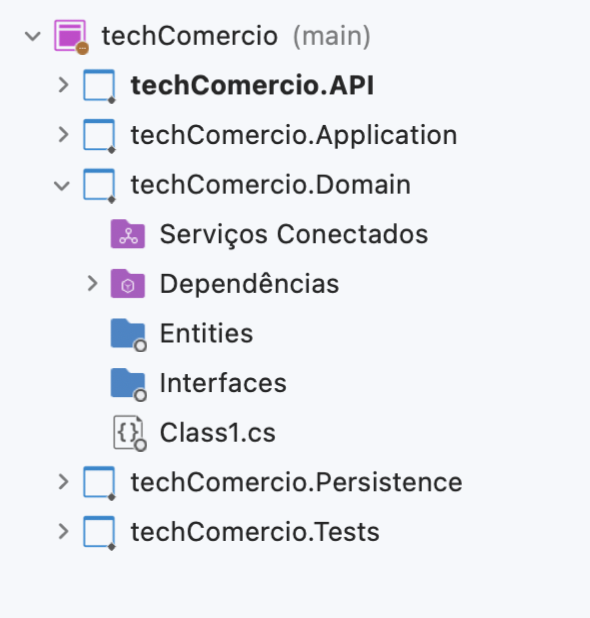 techComercio (main)
techComercio.API
techComercio.Application
techComercio.Domain
Serviços Conectados
Dependências
Entities
Interfaces
{} Class1.cs
techComercio.Persistence
techComercio.Tests